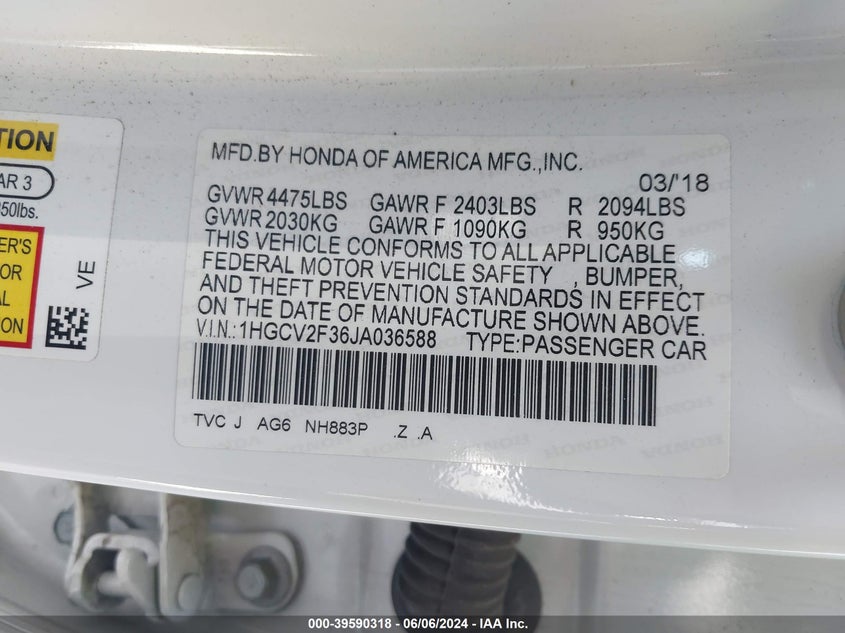 TION
AR 3
50lbs.
ER'S
OR
AL
ION
VE
MFD.BY HONDA OF AMERICA MFG.,INC.
03/'18
GVWR 4475LBS GAWR F 2403LBS R 2094LBS
GVWR 2030KG GAWR F 1090KG R 950KG
THIS VEHICLE CONFORMS TO ALL APPLICABLE
FEDERAL MOTOR VEHICLE SAFETY , BUMPER,
AND THEFT PREVENTION STANDARDS IN EFFECT
ON THE DATE OF MANUFACTURE SHOWN ABOVE.
V.I.N.:1HGCV2F36JA036588 TYPE:PASSENGER CAR
TVC J AG6 NH883P .Z .A
000-39590318 - 06/06/2024 - IAA Inc.